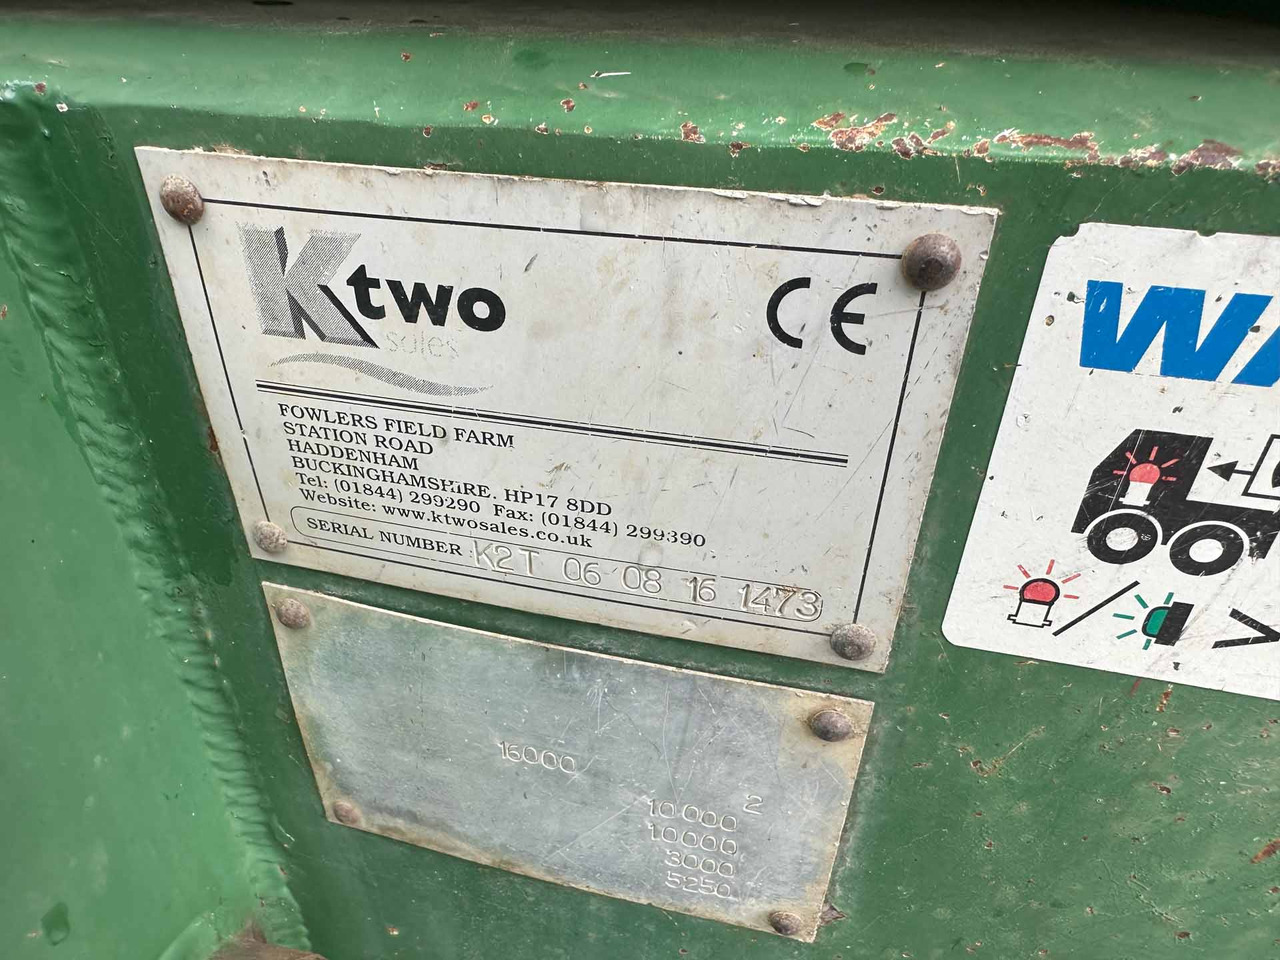 Ktwo
sales
CE
FOWLERS FIELD FARM
STATION ROAD
HADDENHAM
BUCKINGHAMSHIRE. HP17 8DD
Tel: (01844) 299290 Fax: (01844) 299390
Website: www.ktwosales.co.uk
SERIAL NUMBER K2T 06 08 16 1473
16000
2
10000
10000
3000
5250